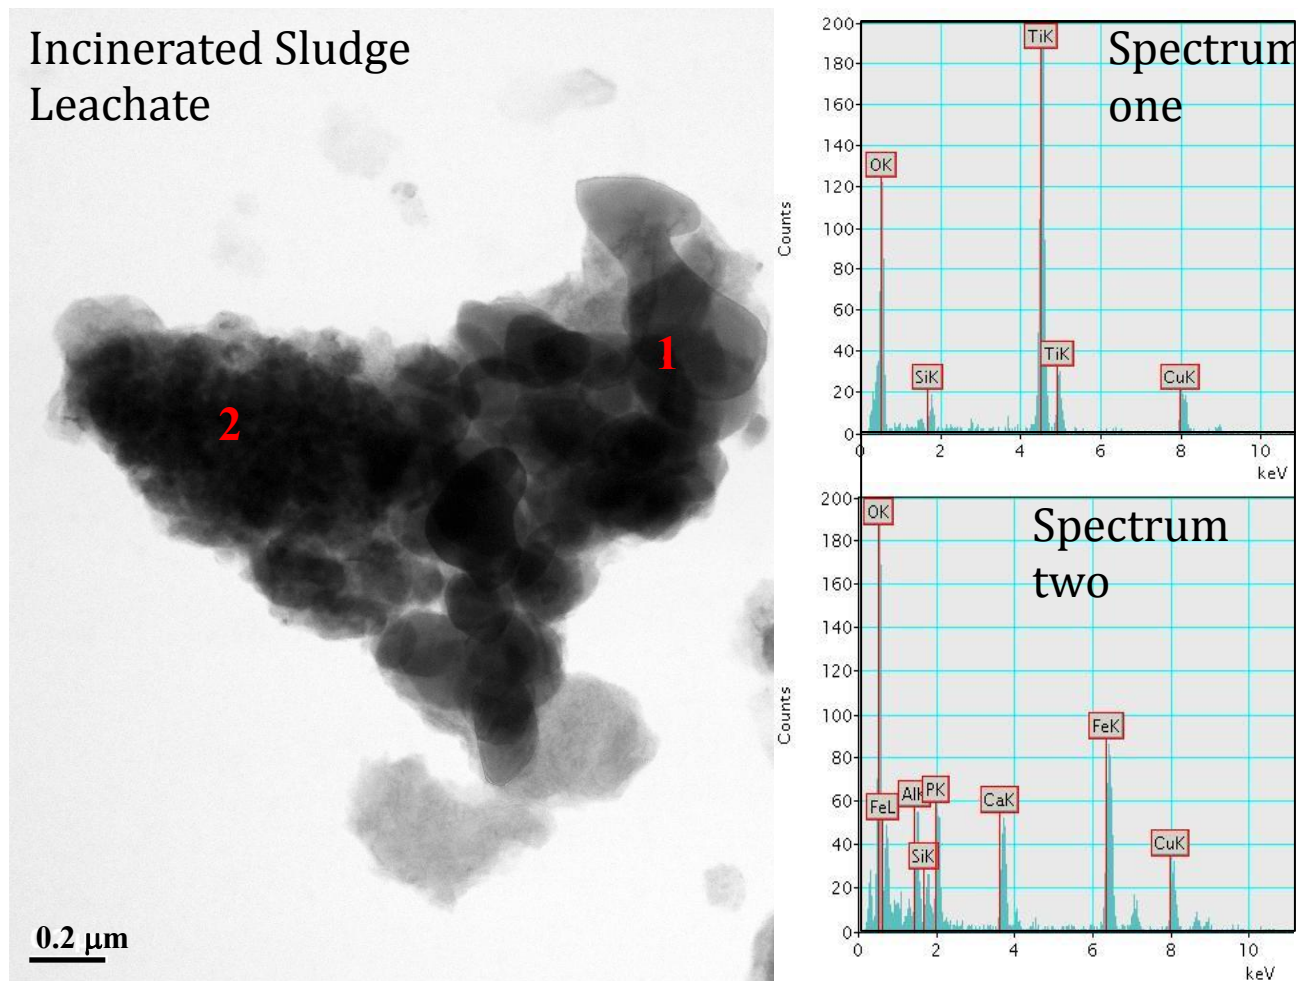 Incinerated Sludge
Leachate
1
2
0.2 μm
Spectrum
one
200
180
160
140
120
100
80
60
40
20
0
Counts
OK
SiK
TiK
TiK
CuK
0 2 4 6 8 10
keV
Spectrum
two
200
180
160
140
120
100
80
60
40
20
0
Counts
OK
FeL
AlK
SiK
PK
CaK
FeK
CuK
0 2 4 6 8 10
keV